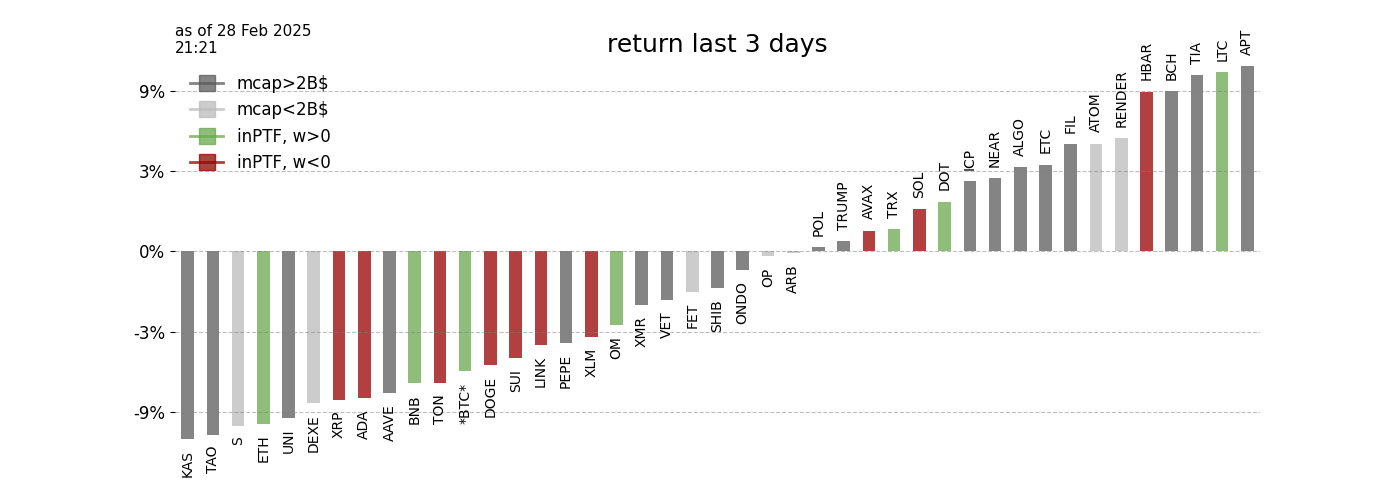 as of 28 Feb 2025
21:21
return last 3 days
mcap>2B$
mcap<2B$
inPTF, w>0
inPTF, w<0
9%
3%
0%
-3%
-9%
KAS
TAO
S
ETH
UNI
DEXE
XRP
ADA
AAVE
BNB
TON
*BTC*
DOGE
SUI
LINK
PEPE
XLM
OM
XMR
VET
FET
SHIB
ONDO
OP
ARB
POL
TRUMP
AVAX
TRX
SOL
DOT
ICP
NEAR
ALGO
ETC
FIL
ATOM
RENDER
HBAR
BCH
TIA
LTC
APT